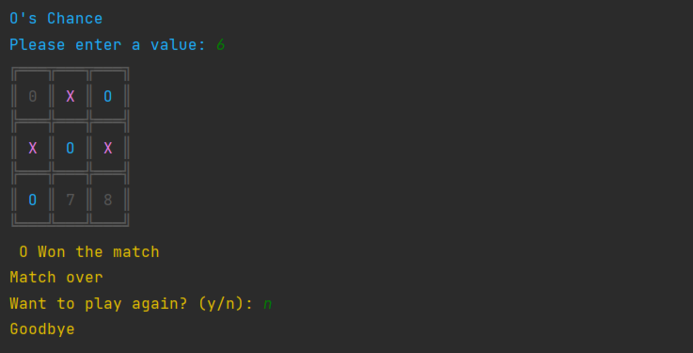 O's Chance
Please enter a value: 6
0 X O
X O X
O 7 8
O Won the match
Match over
Want to play again? (y/n): n
Goodbye